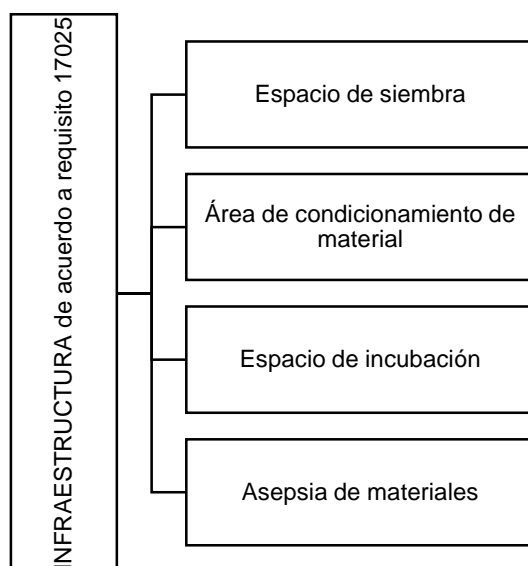 INFRAESTRUCTURA de acuerdo a requisito 17025
Espacio de siembra
Área de condicionamiento de
material
Espacio de incubación
Asepsia de materiales